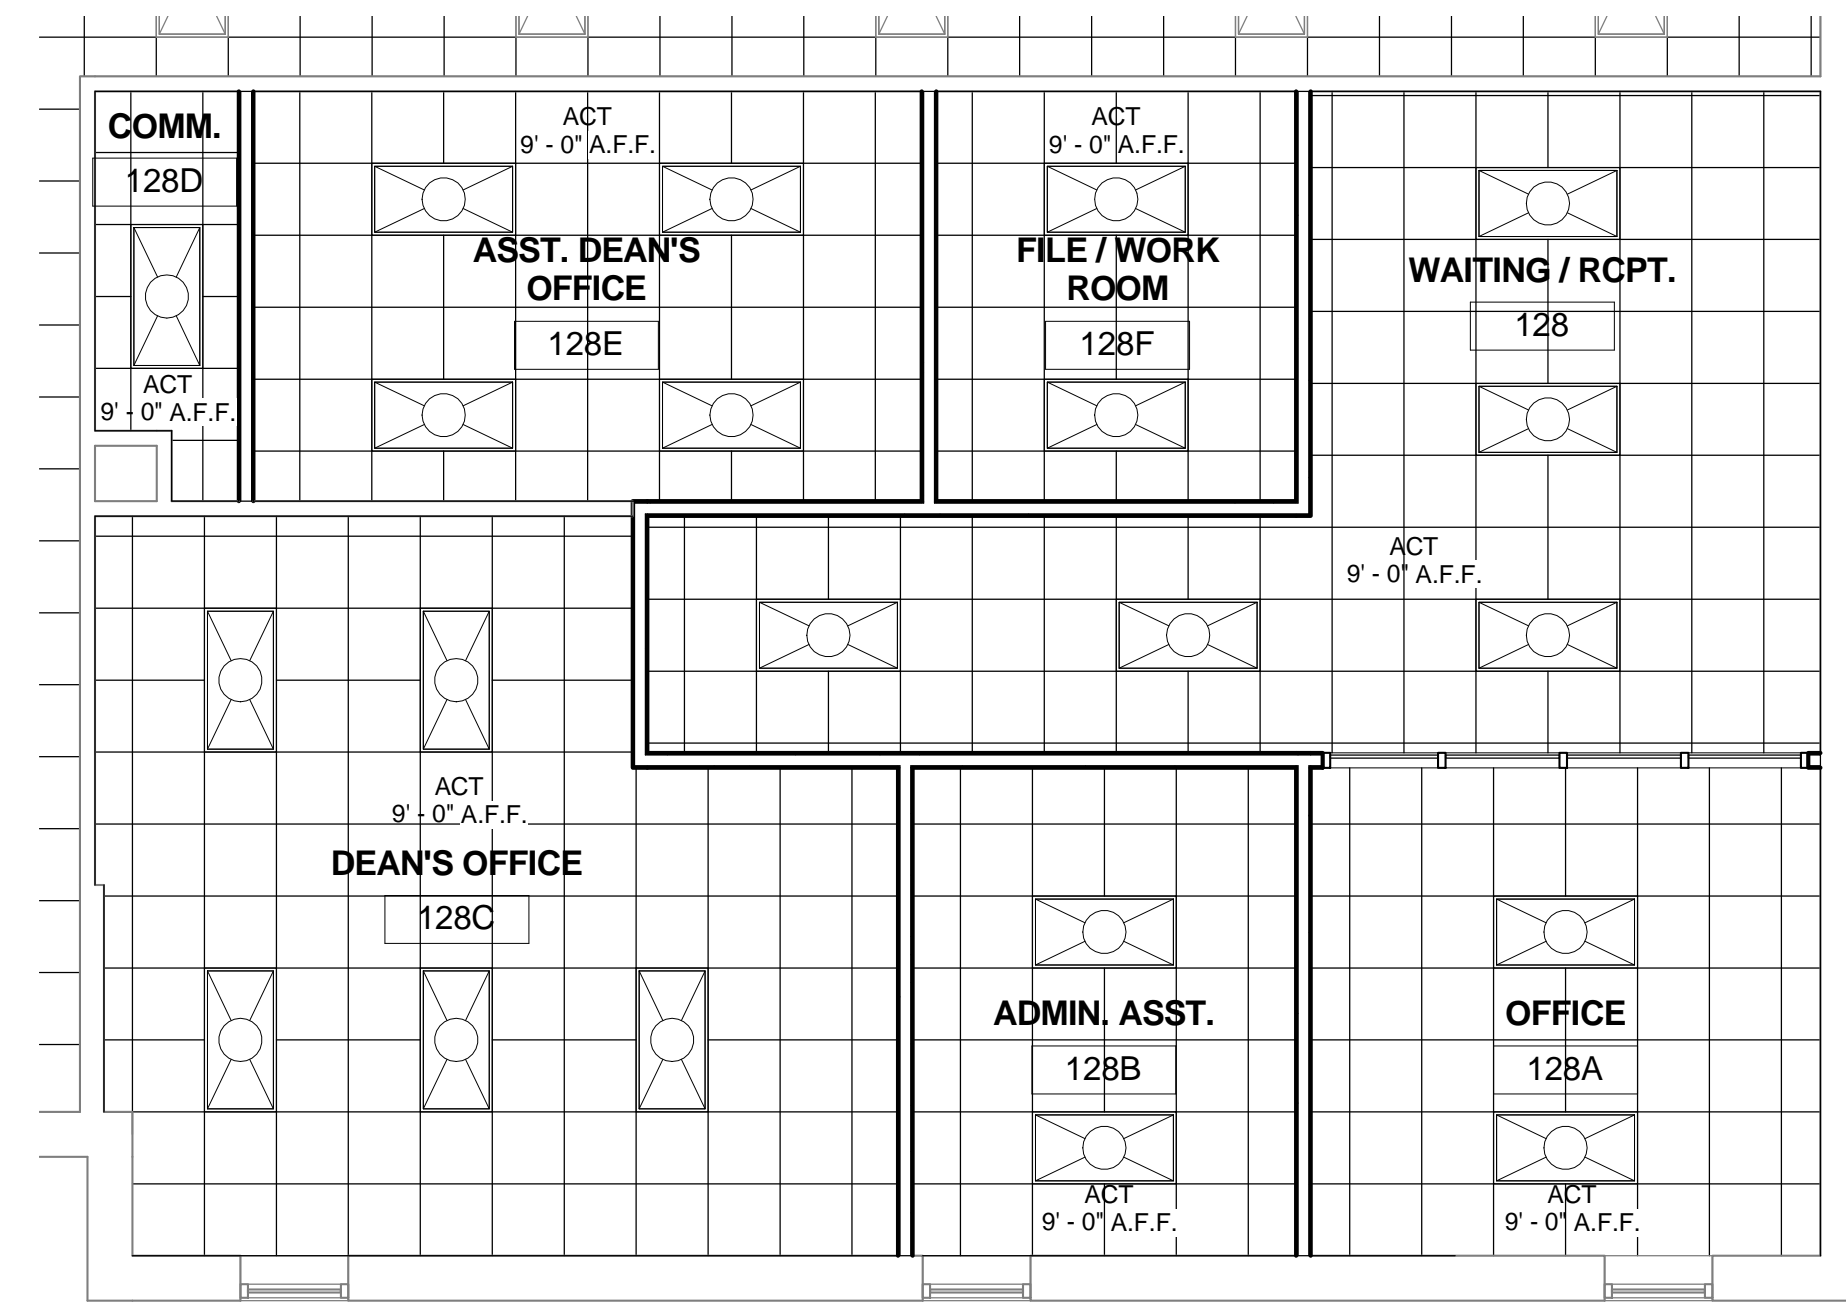 COMM.
128D
ACT
9' - 0" A.F.F.
ACT
9' - 0" A.F.F.
ASST. DEAN'S
OFFICE
128E
ACT
9' - 0" A.F.F.
FILE / WORK
ROOM
128F
WAITING / RCPT.
128
ACT
9' - 0" A.F.F.
ACT
9' - 0" A.F.F.
DEAN'S OFFICE
128C
ADMIN. ASST.
128B
ACT
9' - 0" A.F.F.
OFFICE
128A
ACT
9' - 0" A.F.F.